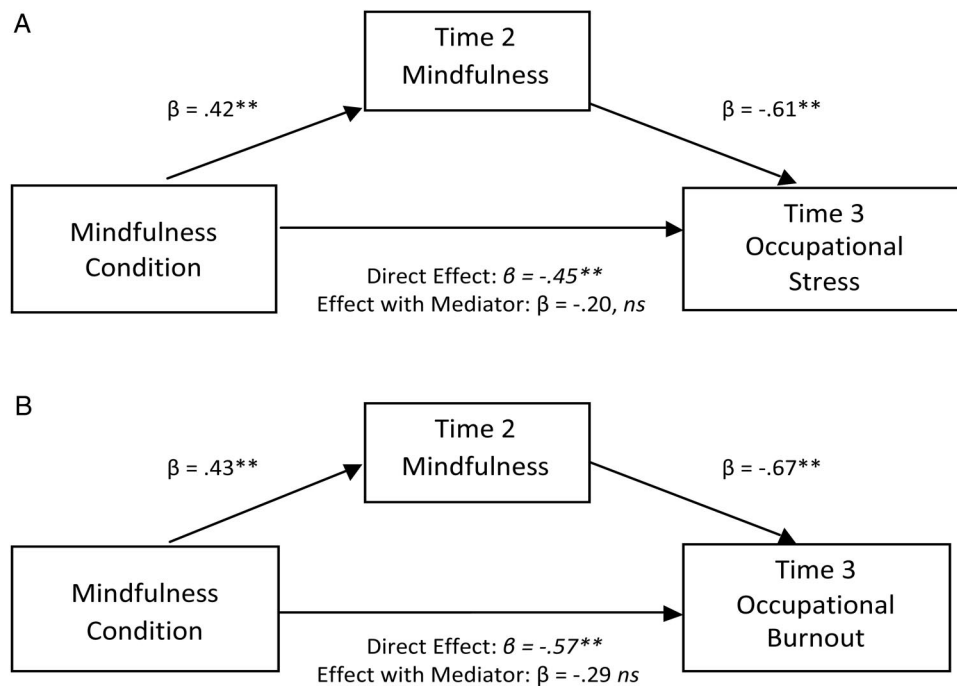 A
Time 2
Mindfulness
β = .42**
β = -.61**
Mindfulness
Condition
Time 3
Occupational
Stress
Direct Effect: β = -.45**
Effect with Mediator: β = -.20, ns
B
Time 2
Mindfulness
β = .43**
β = -.67**
Mindfulness
Condition
Time 3
Occupational
Burnout
Direct Effect: β = -.57**
Effect with Mediator: β = -.29 ns